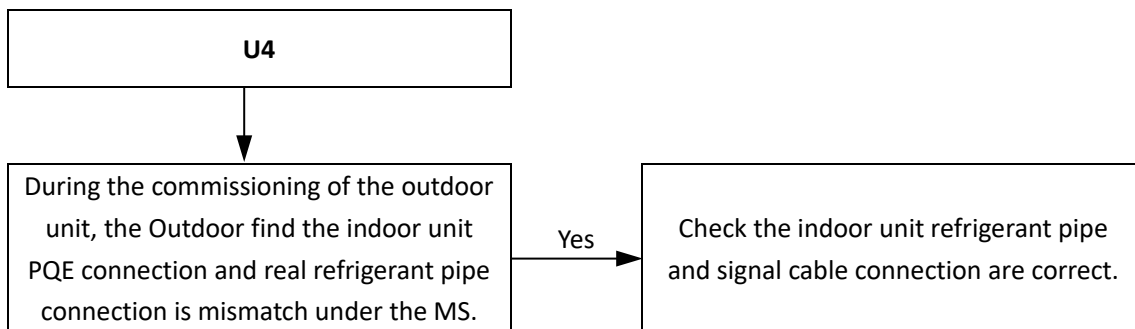 U4
During the commissioning of the outdoor
unit, the Outdoor find the indoor unit
PQE connection and real refrigerant pipe
connection is mismatch under the MS.
Yes
Check the indoor unit refrigerant pipe
and signal cable connection are correct.